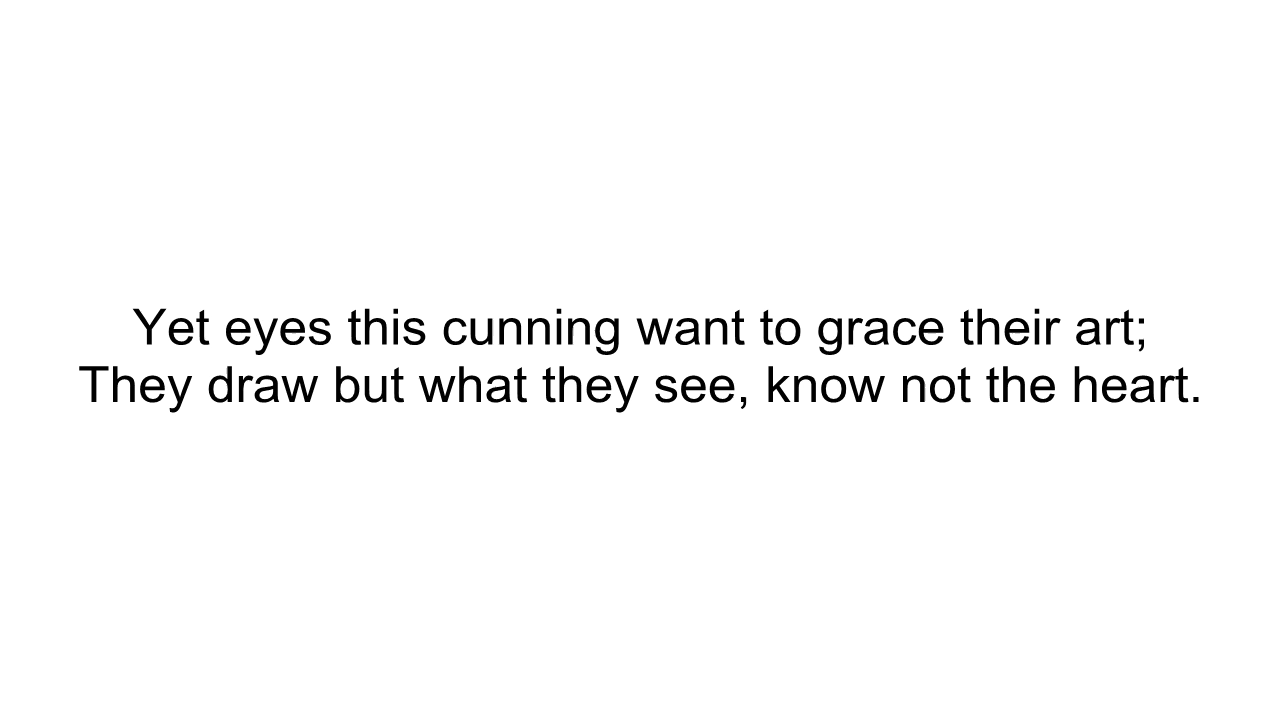 Yet eyes this cunning want to grace their art;
They draw but what they see, know not the heart.